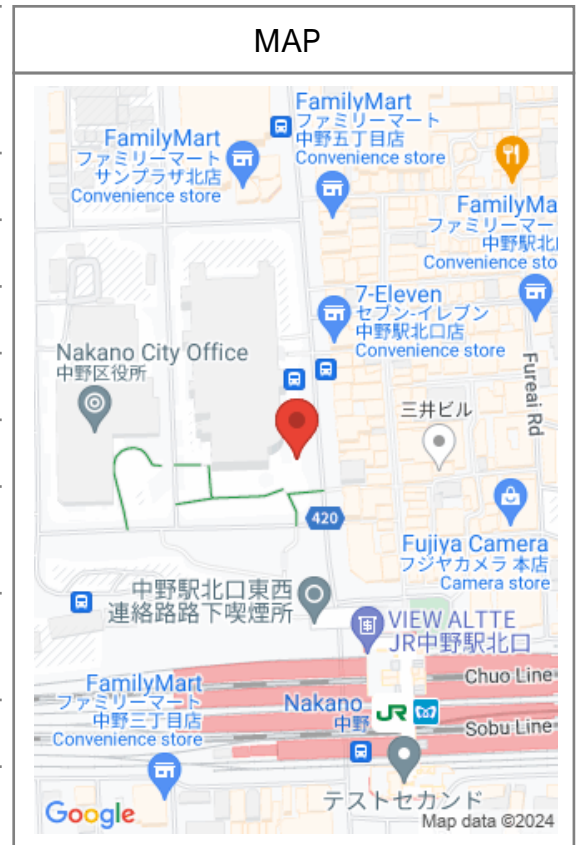 MAP
FamilyMart
ファミリーマート
中野五丁目店
Convenience store
FamilyMart
ファミリーマート
サンプラザ北店
Convenience store
FamilyMa
ファミリーマー
中野駅北
Convenience sto
7-Eleven
セブン-イレブン
中野駅北口店
Convenience store
Nakano City Office
中野区役所
三井ビル
Fureai Rd
420
Fujiya Camera
フジヤカメラ 本店
Camera store
中野駅北口東西
連絡路路下喫煙所
VIEW ALTTE
JR中野駅北口
Chuo Line
FamilyMart
ファミリーマート
中野三丁目店
Convenience store
Nakano
中野
JR
Sobu Line
テストセカンド
Google
Map data ©2024